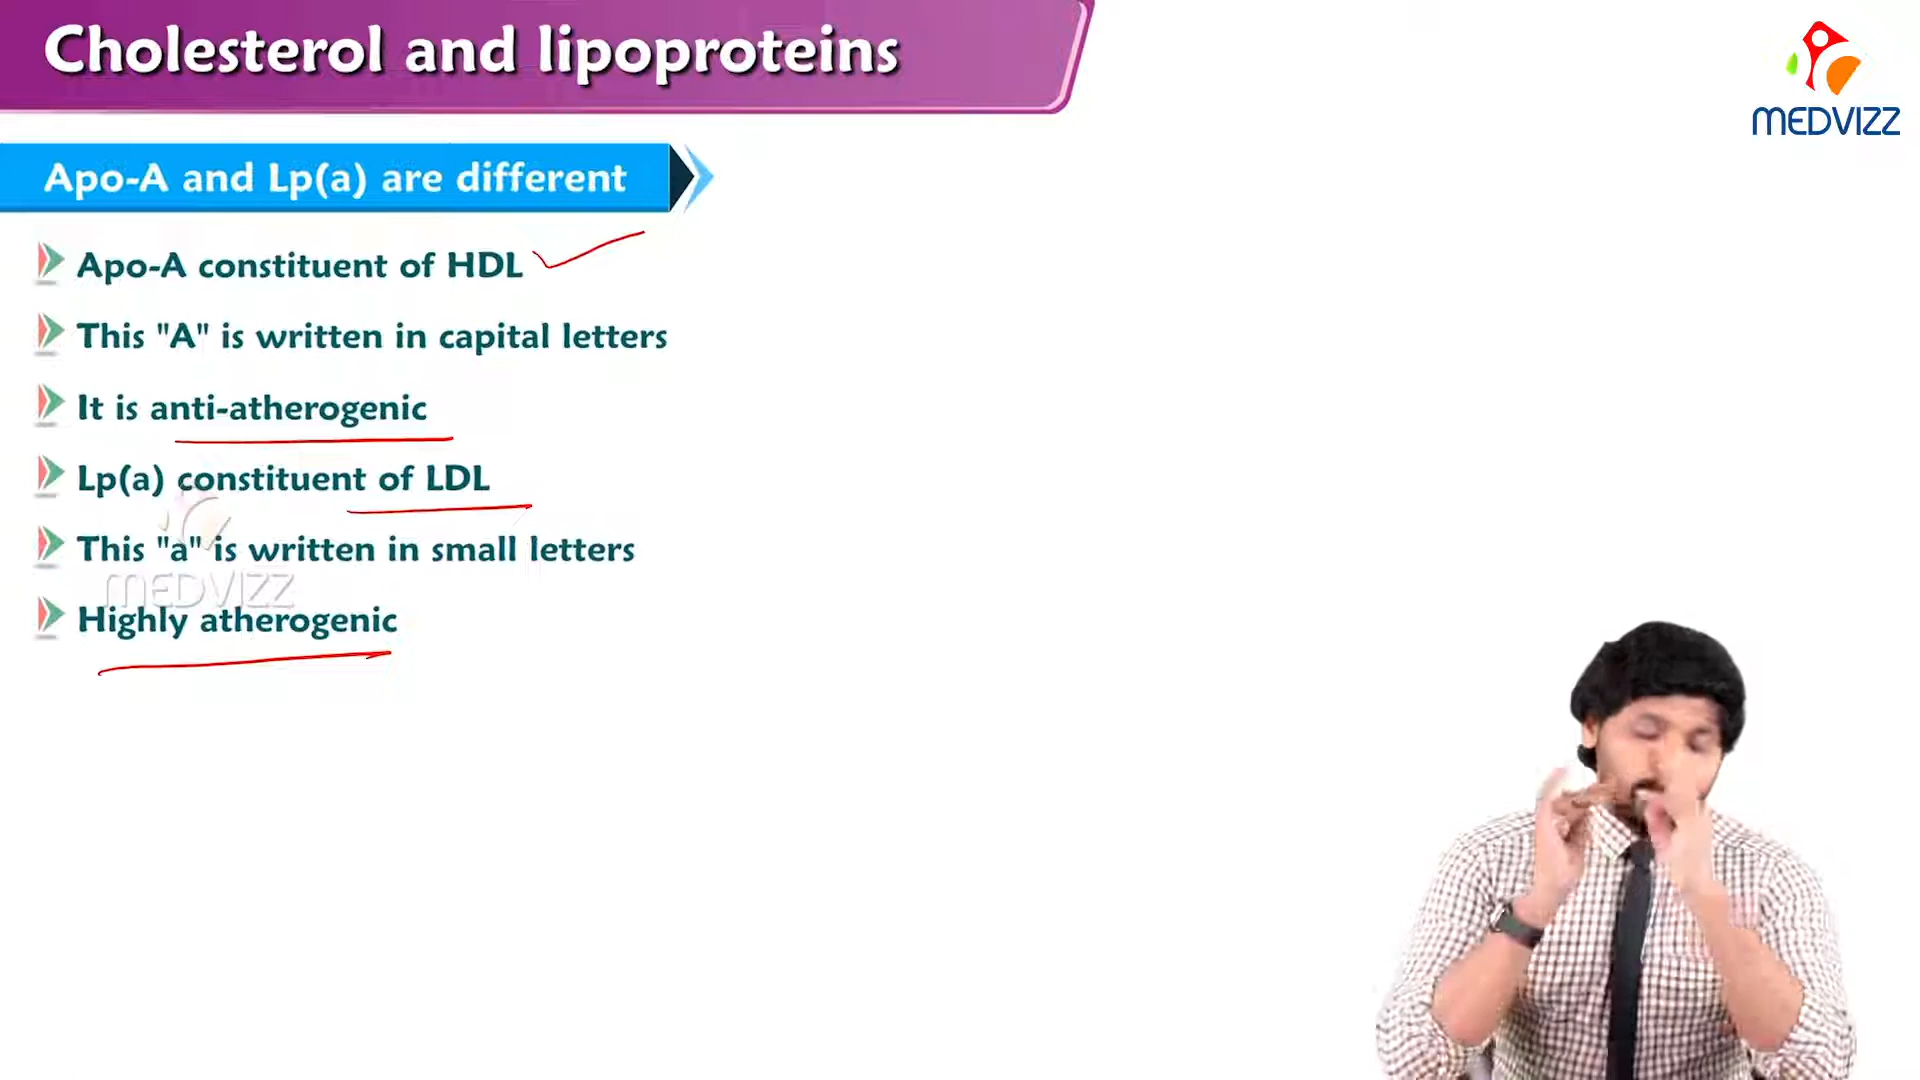 Cholesterol and lipoproteins
MEDVIZZ
Apo-A and Lp(a) are different
Apo-A constituent of HDL
This "A" is written in capital letters
It is anti-atherogenic
Lp(a) constituent of LDL
This "a" is written in small letters
MEDVIZZ
Highly atherogenic